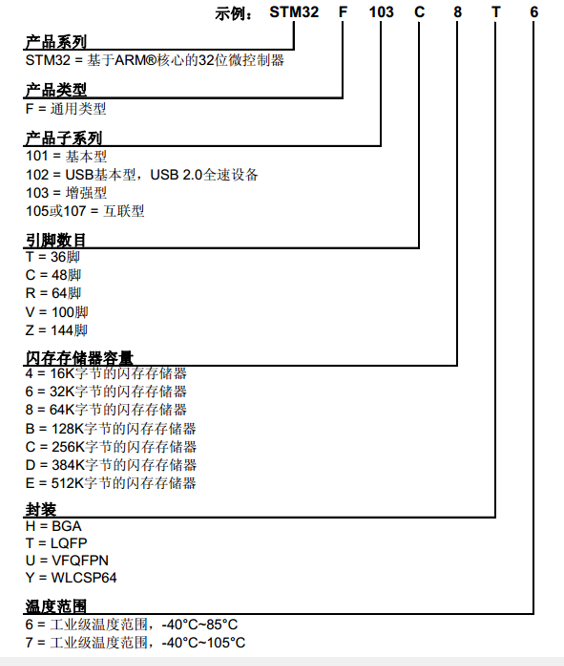 示例： STM32 F 103 C 8 T 6
产品系列
STM32 = 基于ARM®核心的32位微控制器
产品类型
F = 通用类型
产品子系列
101 = 基本型
102 = USB基本型，USB 2.0全速设备
103 = 增强型
105或107 = 互联型
引脚数目
T = 36脚
C = 48脚
R = 64脚
V = 100脚
Z = 144脚
闪存存储器容量
4 = 16K字节的闪存存储器
6 = 32K字节的闪存存储器
8 = 64K字节的闪存存储器
B = 128K字节的闪存存储器
C = 256K字节的闪存存储器
D = 384K字节的闪存存储器
E = 512K字节的闪存存储器
封装
H = BGA
T = LQFP
U = VFQFPN
Y = WLCSP64
温度范围
6 = 工业级温度范围，-40°C~85°C
7 = 工业级温度范围，-40°C~105°C